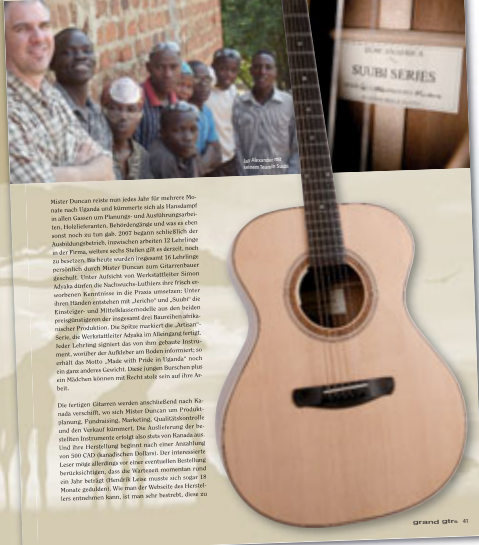 SUUBI SERIES
Mister Duncan reiste nun jedes Jahr für mehrere Mo-
nate nach Uganda und kümmerte sich als Hansdampf
in allen Gassen um Planungs- und Ausführungsarbei-
ten, Holzlieferanten, Behördengänge und was es eben
sonst noch zu tun gab. 2007 begann schließlich der
Ausbildungsbetrieb, inzwischen arbeiten 12 Lehrlinge
in der Firma, weitere sechs Stellen gilt es derzeit, noch
zu besetzen. Bis heute wurden insgesamt 16 Lehrlinge
persönlich durch Mister Duncan zum Gitarrenbauer
geschult. Unter Aufsicht von Werkstattleiter Simon
Adyaka dürfen die Nachwuchs-Luthiers ihre frisch er-
worbenen Kenntnisse in die Praxis umsetzen: Unter
ihren Händen entstehen mit „Jericho" und „Suubi" die
Einsteiger- und Mittelklassemodelle aus den beiden
preisgünstigeren der insgesamt drei Baureihen afrika-
nischer Produktion. Die Spitze markiert die „Artisan"-
Serie, die Werkstattleiter Adyaka im Alleingang fertigt.
Jeder Lehrling signiert das von ihm gebaute Instru-
ment, worüber der Aufkleber am Boden informiert; so
erhält das Motto „Made with Pride in Uganda" noch
ein ganz anderes Gewicht. Diese jungen Burschen plus
ein Mädchen können mit Recht stolz sein auf ihre Ar-
beit.
Die fertigen Gitarren werden anschließend nach Ka-
nada verschifft, wo sich Mister Duncan um Produkt-
planung, Fundraising, Marketing, Qualitätskontrolle
und den Verkauf kümmert. Die Auslieferung der be-
stellten Instrumente erfolgt also stets von Kanada aus.
Und ihre Herstellung beginnt nach einer Anzahlung
von 500 CAD (kanadischen Dollars). Der interessierte
Leser möge allerdings vor einer eventuellen Bestellung
berücksichtigen, dass die Wartezeit momentan rund
ein Jahr beträgt (Hendrik Leise musste sich sogar 18
Monate gedulden). Wie man der Webseite des Herstel-
lers entnehmen kann, ist man sehr bestrebt, diese zu
grand gtrs 41